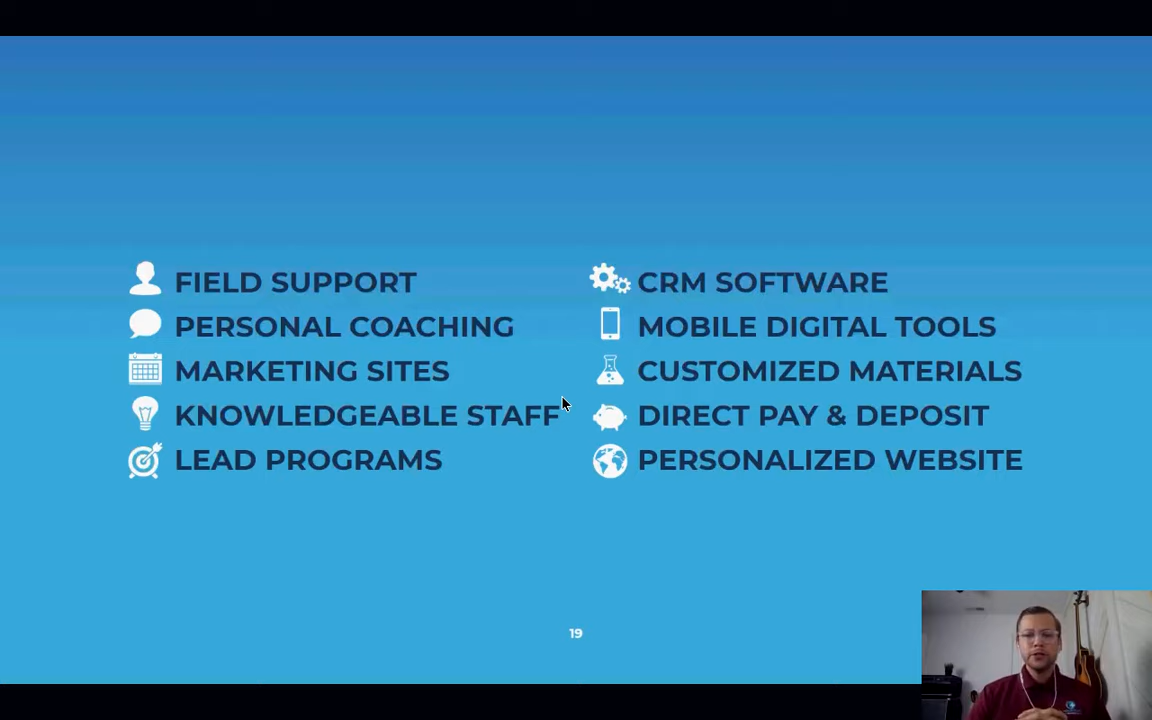 FIELD SUPPORT
PERSONAL COACHING
MARKETING SITES
KNOWLEDGEABLE STAFF
LEAD PROGRAMS
CRM SOFTWARE
MOBILE DIGITAL TOOLS
CUSTOMIZED MATERIALS
DIRECT PAY & DEPOSIT
PERSONALIZED WEBSITE
19